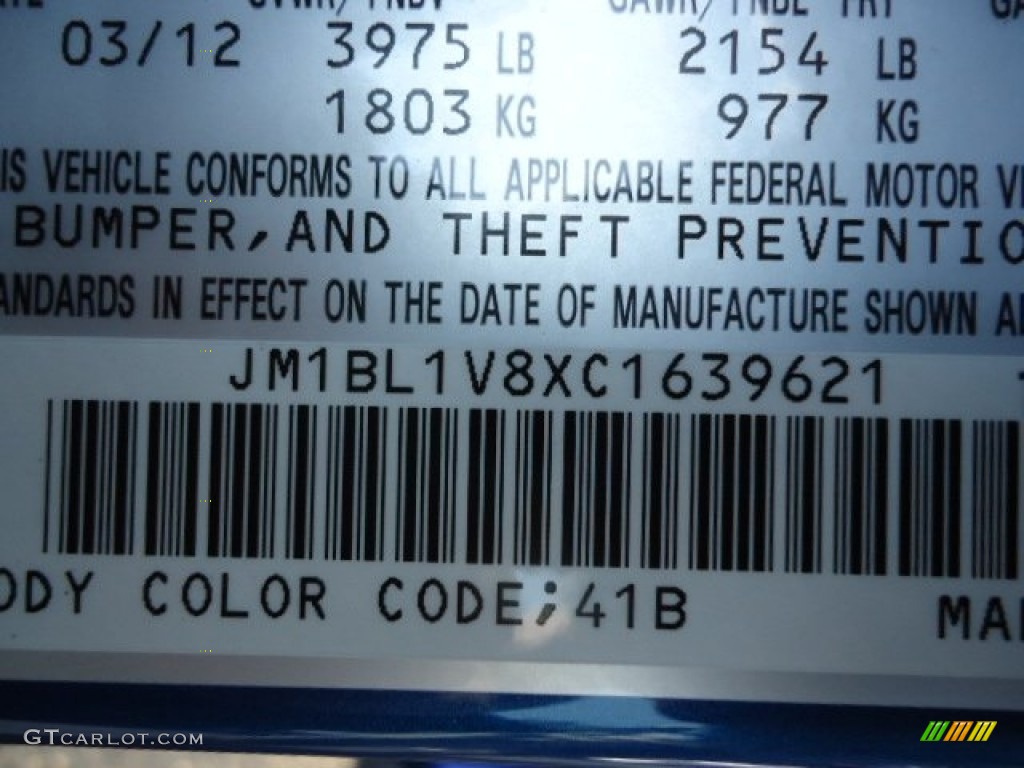 03/12 3975 LB 2154 LB
1803 KG 977 KG
IS VEHICLE CONFORMS TO ALL APPLICABLE FEDERAL MOTOR VE
BUMPER, AND THEFT PREVENTIO
ANDARDS IN EFFECT ON THE DATE OF MANUFACTURE SHOWN AB
JM1BL1V8XC1639621
ODY COLOR CODE;41B MA
GTCARLOT.COM